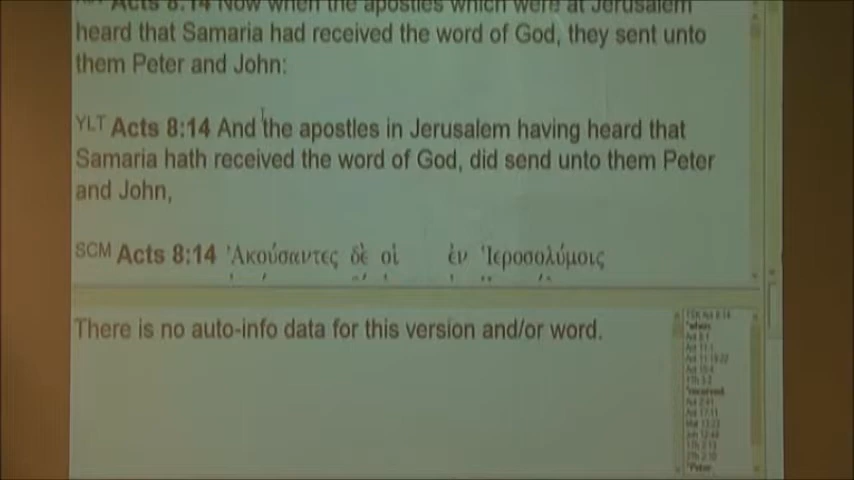 Acts 8:14 Now when the apostles which were at Jerusalem
heard that Samaria had received the word of God, they sent unto
them Peter and John:
YLT Acts 8:14 And the apostles in Jerusalem having heard that
Samaria hath received the word of God, did send unto them Peter
and John,
SCM Acts 8:14 Ἀκούσαντες δὲ οἱ ἐν Ἱεροσολύμοις
There is no auto-info data for this version and/or word.
*when
*received
*Peter